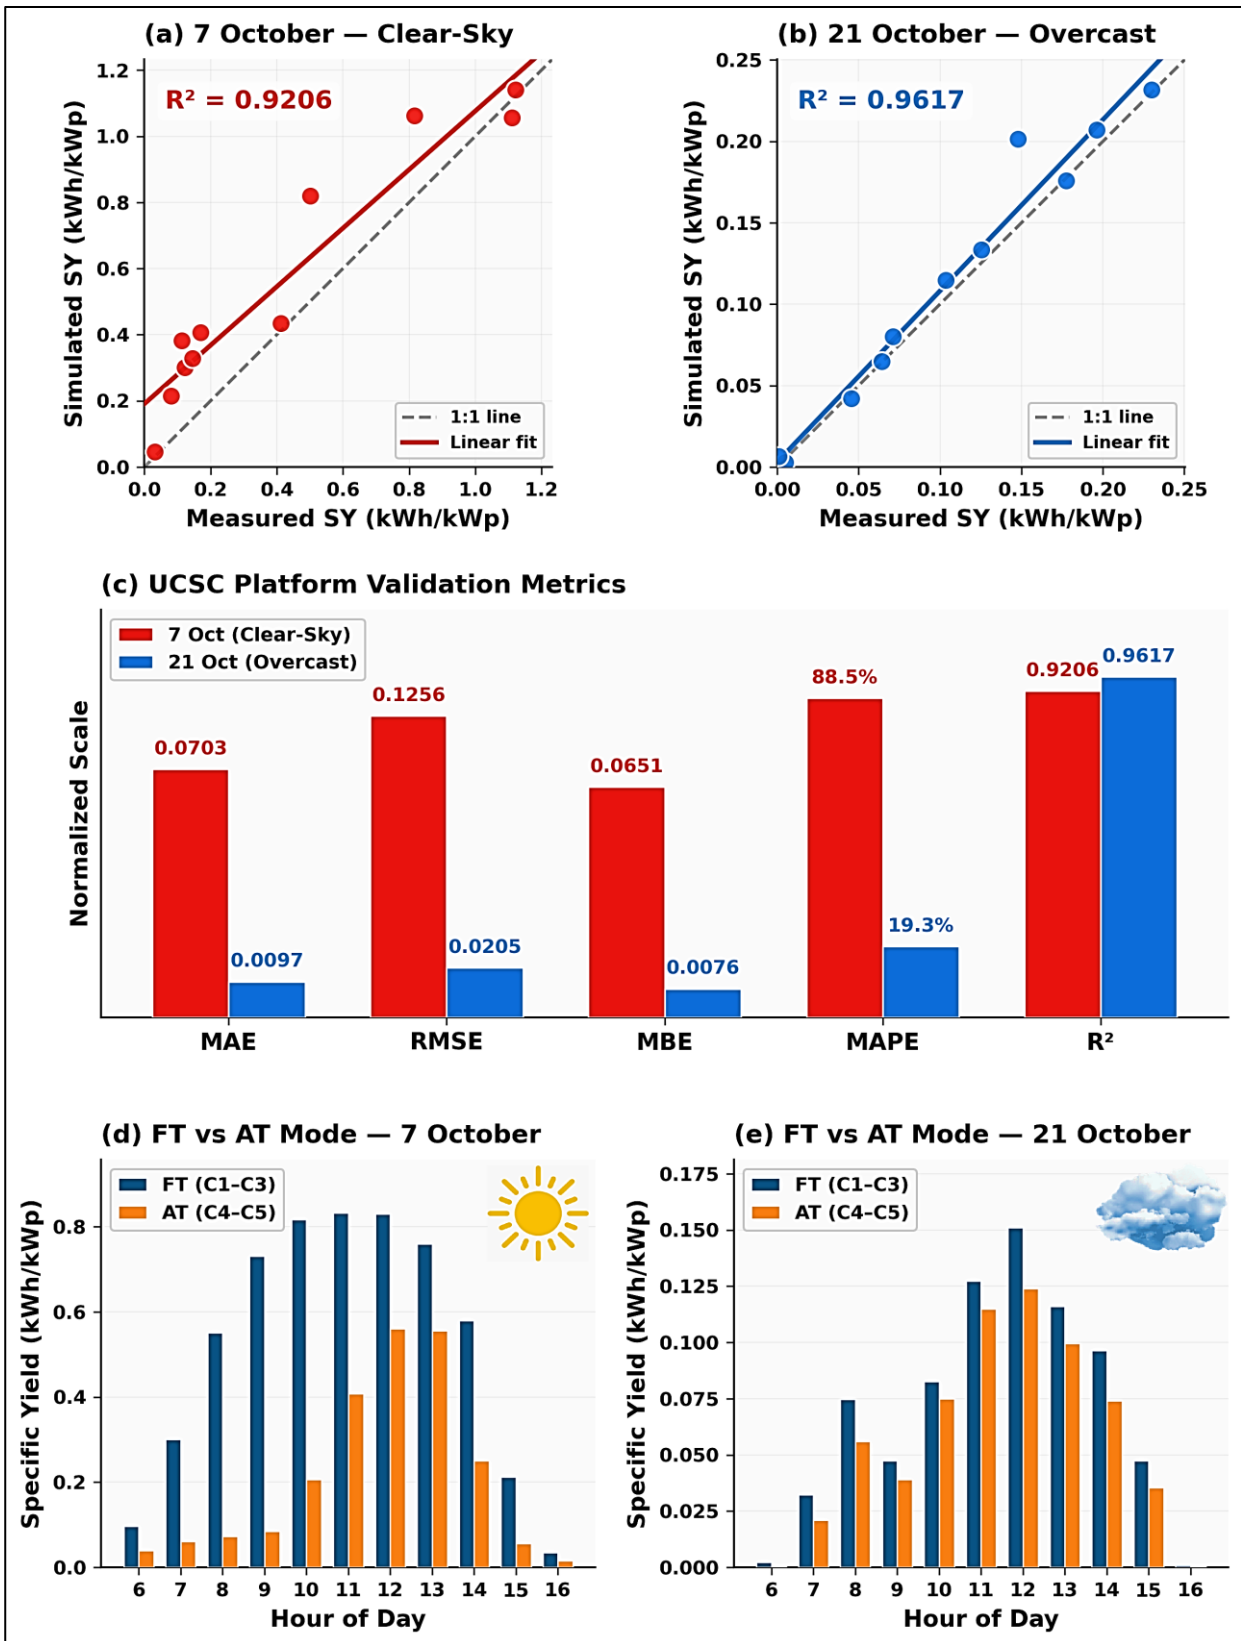 (a) 7 October — Clear-Sky
R² = 0.9206
Simulated SY (kWh/kWp)
1.2
1.0
0.8
0.6
0.4
0.2
0.0
1:1 line
Linear fit
0.0 0.2 0.4 0.6 0.8 1.0 1.2
Measured SY (kWh/kWp)
(b) 21 October — Overcast
R² = 0.9617
Simulated SY (kWh/kWp)
0.25
0.20
0.15
0.10
0.05
0.00
1:1 line
Linear fit
0.00 0.05 0.10 0.15 0.20 0.25
Measured SY (kWh/kWp)
(c) UCSC Platform Validation Metrics
Normalized Scale
7 Oct (Clear-Sky)
21 Oct (Overcast)
0.0703
0.0097
0.1256
0.0205
0.0651
0.0076
88.5%
19.3%
0.9206
0.9617
MAE RMSE MBE MAPE R²
(d) FT vs AT Mode — 7 October
Specific Yield (kWh/kWp)
FT (C1–C3)
AT (C4–C5)
0.8
0.6
0.4
0.2
0.0
6 7 8 9 10 11 12 13 14 15 16
Hour of Day
(e) FT vs AT Mode — 21 October
Specific Yield (kWh/kWp)
FT (C1–C3)
AT (C4–C5)
0.175
0.150
0.125
0.100
0.075
0.050
0.025
0.000
6 7 8 9 10 11 12 13 14 15 16
Hour of Day